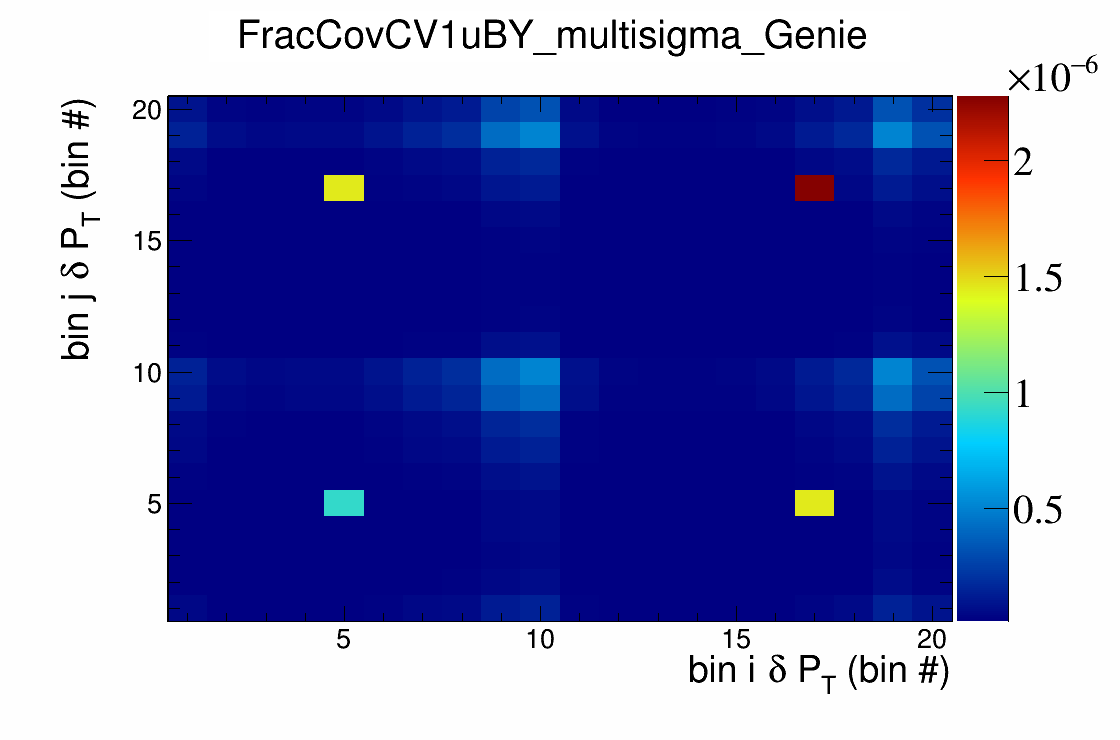 FracCovCV1uBY_multisigma_Genie
×10⁻⁶
bin j δ P_T (bin #)
20
15
10
5
2
1.5
1
0.5
5 10 15 20
bin i δ P_T (bin #)